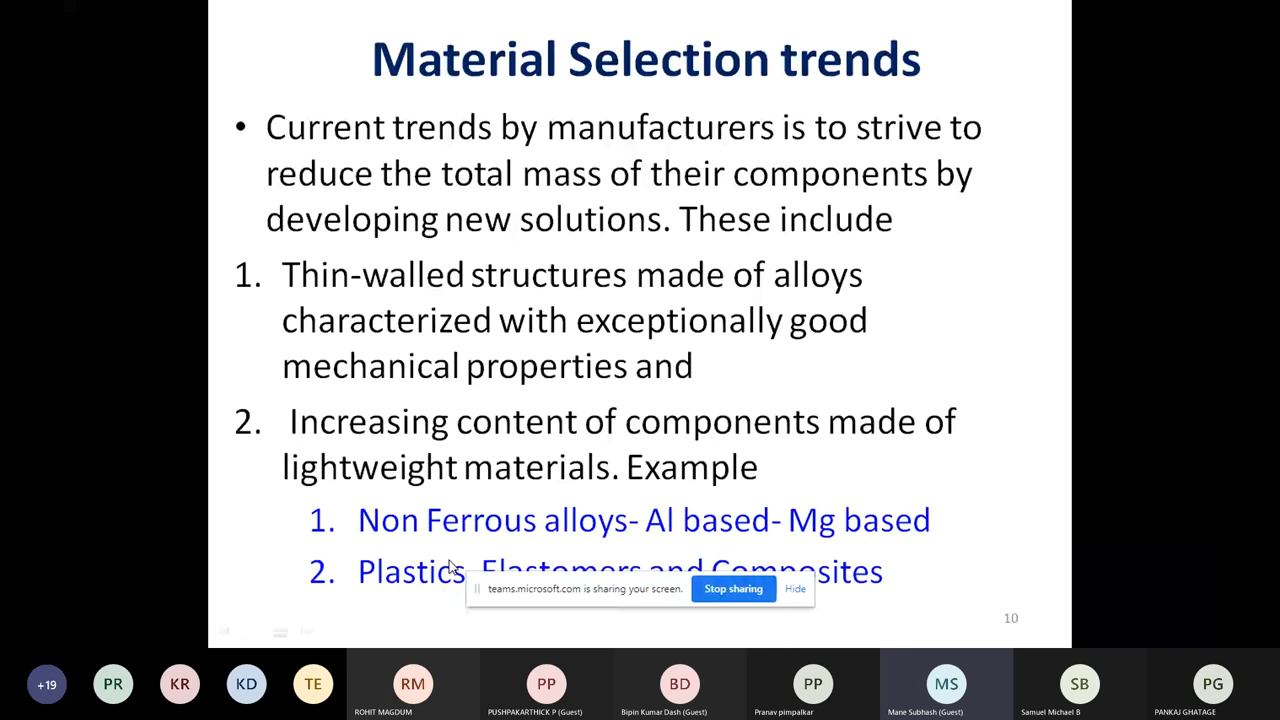 Material Selection trends
• Current trends by manufacturers is to strive to
reduce the total mass of their components by
developing new solutions. These include
1. Thin-walled structures made of alloys
characterized with exceptionally good
mechanical properties and
2. Increasing content of components made of
lightweight materials. Example
1. Non Ferrous alloys- Al based- Mg based
2. Plastics, Elastomers and Composites
teams.microsoft.com is sharing your screen. Stop sharing Hide
10
+19 PR KR KD TE RM PP BD PP MS SB PG
ROHIT MAGDUM PUSHPAKARTHICK P (Guest) Bipin Kumar Dash (Guest) Pranav pimpalkar Mane Subhash (Guest) Samuel Michael B PANKAJ GHATAGE